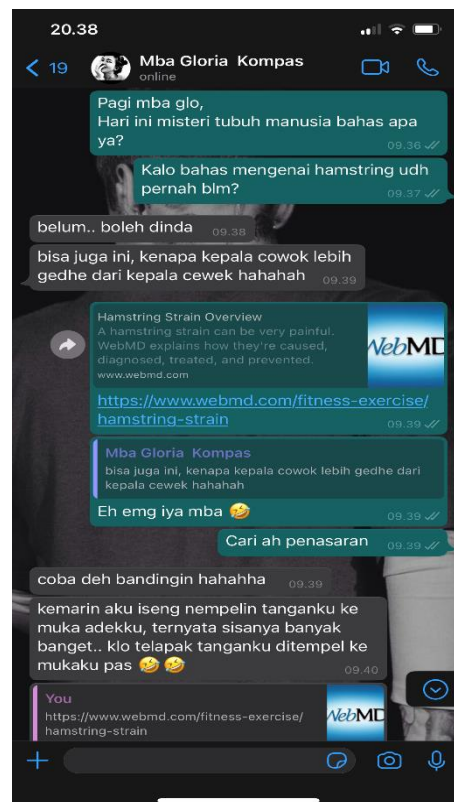 20.38
19
Mba Gloria Kompas
online
Pagi mba glo,
Hari ini misteri tubuh manusia bahas apa
ya?
09.36
Kalo bahas mengenai hamstring udh
pernah blm?
09.37
belum.. boleh dinda
09.38
bisa juga ini, kenapa kepala cowok lebih
gedhe dari kepala cewek hahahah
09.39
Hamstring Strain Overview
A hamstring strain can be very painful.
WebMD explains how they're caused,
diagnosed, treated, and prevented.
www.webmd.com
WebMD
https://www.webmd.com/fitness-exercise/
hamstring-strain
09.39
Mba Gloria Kompas
bisa juga ini, kenapa kepala cowok lebih gedhe dari
kepala cewek hahahah
Eh emg iya mba 🤣
09.39
Cari ah penasaran
09.39
coba deh bandingin hahahha
09.39
kemarin aku iseng nempelin tanganku ke
muka adekku, ternyata sisanya banyak
banget.. klo telapak tanganku ditempel ke
mukaku pas 🤣 🤣
09.40
You
https://www.webmd.com/fitness-exercise/
hamstring-strain
WebMD